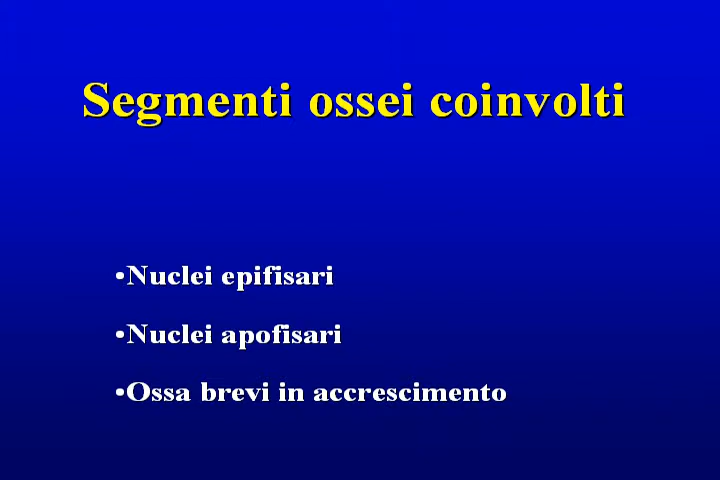 Segmenti ossei coinvolti
•Nuclei epifisari
•Nuclei apofisari
•Ossa brevi in accrescimento